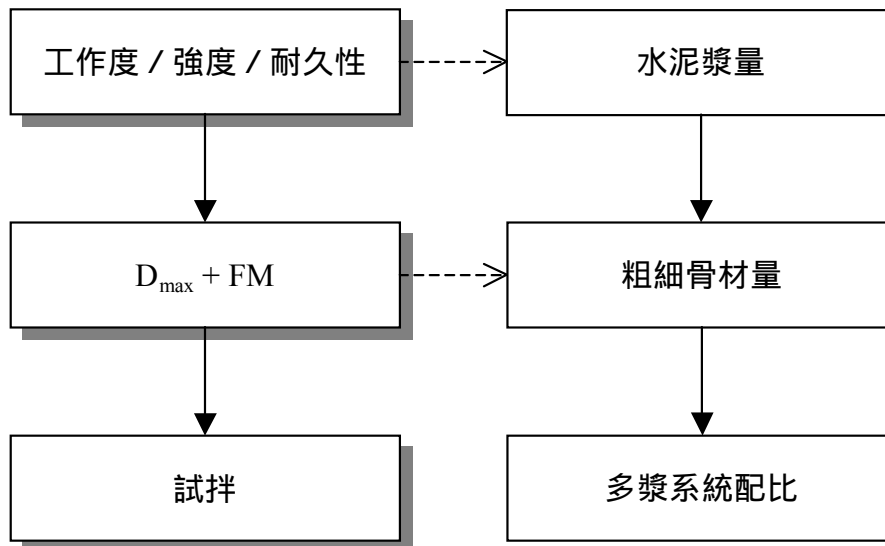 工作度 / 強度 / 耐久性
水泥漿量
Dmax + FM
粗細骨材量
試拌
多漿系統配比